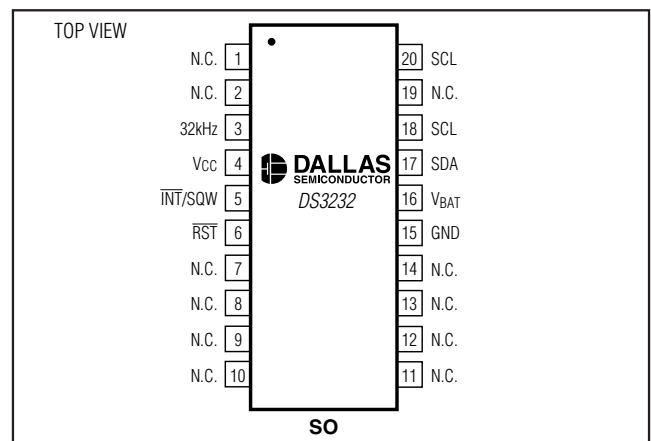 TOP VIEW
N.C. 1
N.C. 2
32kHz 3
VCC 4
INT/SQW 5
RST 6
N.C. 7
N.C. 8
N.C. 9
N.C. 10
DALLAS
SEMICONDUCTOR
DS3232
20 SCL
19 N.C.
18 SCL
17 SDA
16 VBAT
15 GND
14 N.C.
13 N.C.
12 N.C.
11 N.C.
SO